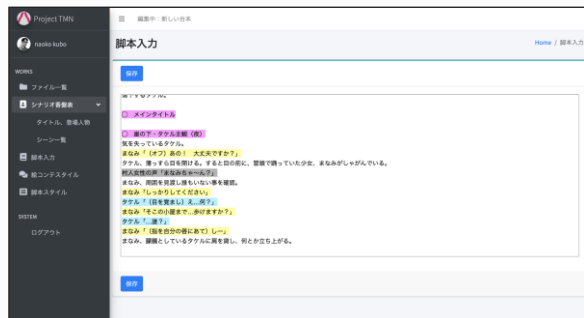 Project TMN
編集中：新しい台本
naoko kubo
脚本入力
Home / 脚本入力
WORKS
ファイル一覧
保存
シナリオ香盤表
落下するタケル。
タイトル、登場人物
○ メインタイトル
シーン一覧
○ 崖の下・タケル主観（夜）
脚本入力
気を失っているタケル。
まなみ「（オフ）あの！ 大丈夫ですか？」
絵コンテスタイル
タケル、薄っすら目を開ける。すると目の前に、冒頭で踊っていた少女、まなみがしゃがんでいる。
村人女性の声「まなみちゃ〜ん？」
脚本スタイル
まなみ、周囲を見渡し誰もいない事を確認。
まなみ「しっかりしてください」
SYSTEM
タケル「（目を覚まし）え...何？」
まなみ「そこの小屋まで...歩けますか？」
ログアウト
タケル「...誰？」
まなみ「（指を自分の唇にあて）しー」
まなみ、朦朧としているタケルに肩を貸し、何とか立ち上がる。
保存